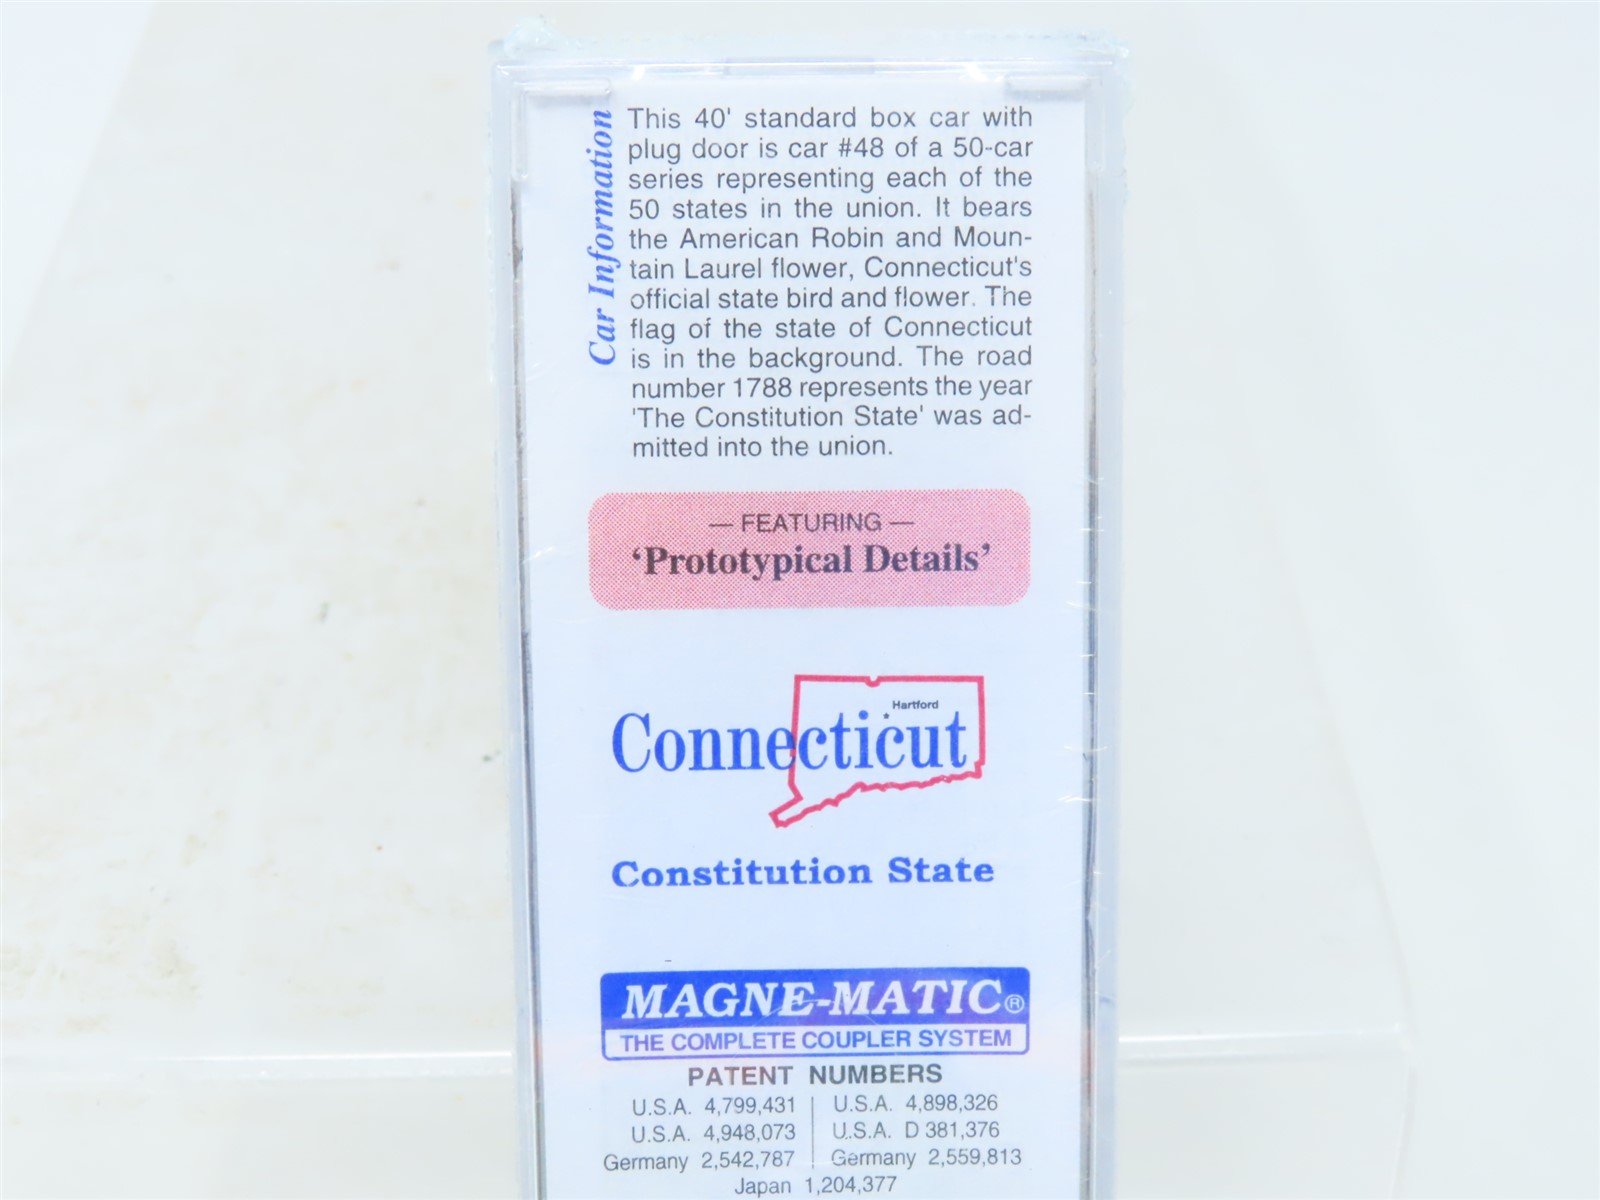 Car Information
This 40' standard box car with
plug door is car #48 of a 50-car
series representing each of the
50 states in the union. It bears
the American Robin and Moun-
tain Laurel flower, Connecticut's
official state bird and flower. The
flag of the state of Connecticut
is in the background. The road
number 1788 represents the year
'The Constitution State' was ad-
mitted into the union.
— FEATURING —
‘Prototypical Details’
Hartford
Connecticut
Constitution State
MAGNE-MATIC®
THE COMPLETE COUPLER SYSTEM
PATENT NUMBERS
U.S.A. 4,799,431 | U.S.A. 4,898,326
U.S.A. 4,948,073 | U.S.A. D 381,376
Germany 2,542,787 | Germany 2,559,813
Japan 1,204,377